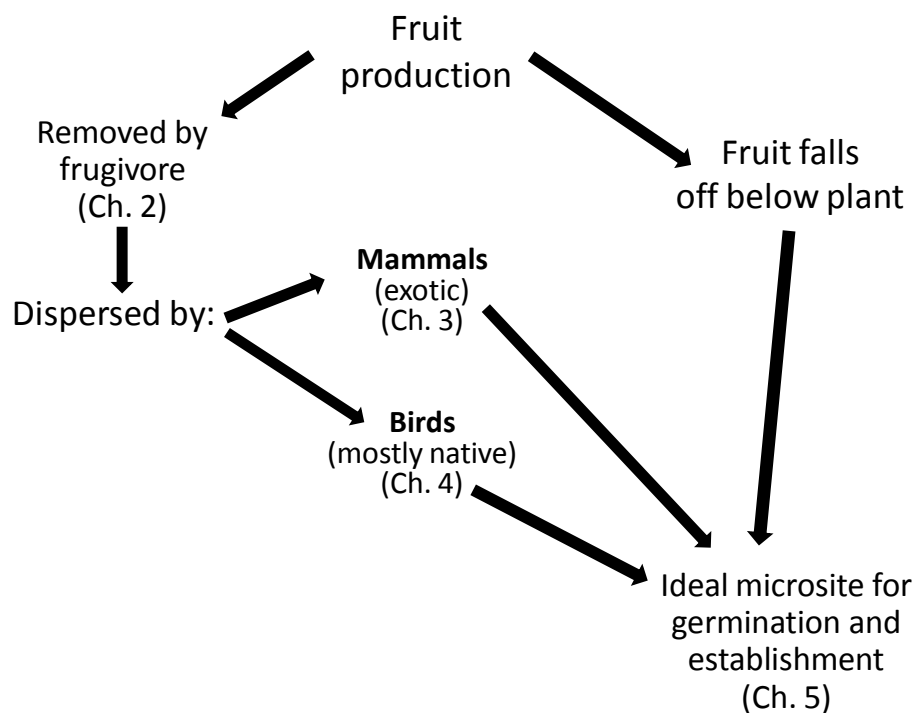 Fruit
production
Removed by
frugivore
(Ch. 2)
Fruit falls
off below plant
Dispersed by:
Mammals
(exotic)
(Ch. 3)
Birds
(mostly native)
(Ch. 4)
Ideal microsite for
germination and
establishment
(Ch. 5)